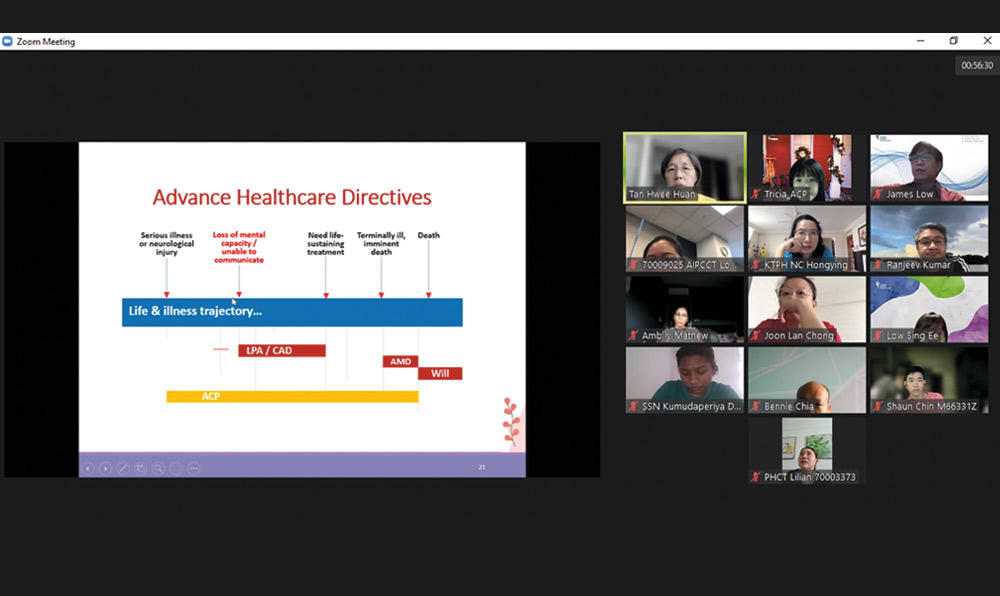 Zoom Meeting
00:56:30
Advance Healthcare Directives
Serious illness
or neurological
injury
Loss of mental
capacity /
unable to
communicate
Need life-
sustaining
treatment
Terminally ill,
imminent
death
Death
Life & illness trajectory...
LPA / CAD
AMD
Will
ACP
21
Tan Hwee Huan
Tricia_ACP
James Low
70009025 AIPCCT Lo...
KTPH NC Hongying
Ranjeev Kumar
Ambily Mathew
Joon Lan Chong
Low Sing Ee
SSN Kumudaperiya D...
Bennie Chia
Shaun Chin M66331Z
PHCT Lilian 70003373